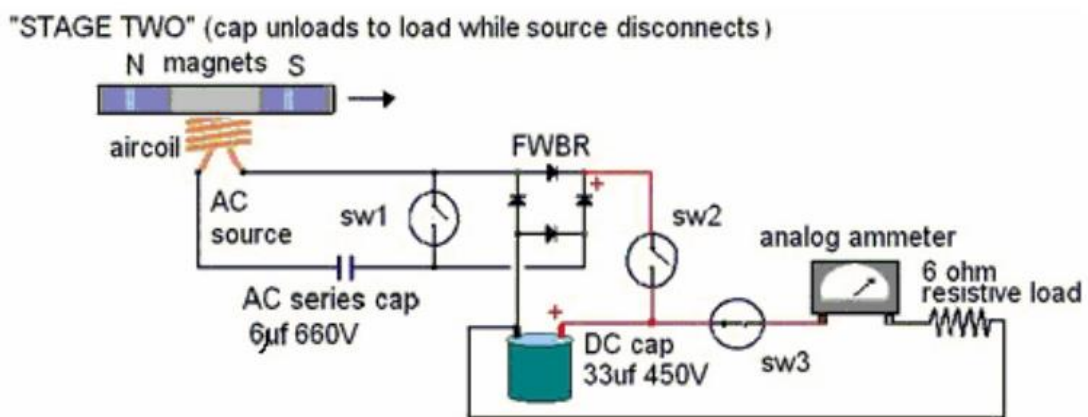 "STAGE TWO" (cap unloads to load while source disconnects)
N magnets S
aircoil
FWBR
+
AC
source
sw1
sw2
analog ammeter
6 ohm
resistive load
AC series cap
6µf 660V
+
DC cap
33uf 450V
sw3